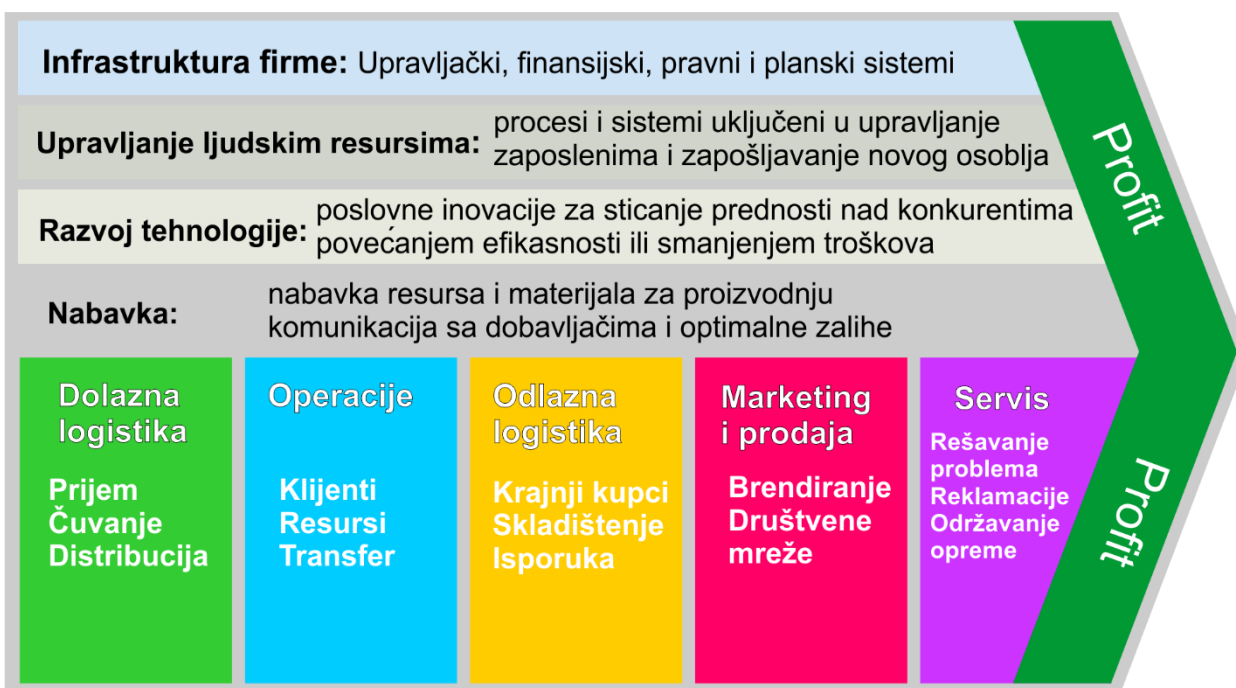 Infrastruktura firme: Upravljački, finansijski, pravni i planski sistemi
Upravljanje ljudskim resursima: procesi i sistemi uključeni u upravljanje
zaposlenima i zapošljavanje novog osoblja
Razvoj tehnologije: poslovne inovacije za sticanje prednosti nad konkurentima
povećanjem efikasnosti ili smanjenjem troškova
Nabavka: nabavka resursa i materijala za proizvodnju
komunikacija sa dobavljačima i optimalne zalihe
Profit
Dolazna
logistika
Prijem
Čuvanje
Distribucija
Operacije
Klijenti
Resursi
Transfer
Odlazna
logistika
Krajnji kupci
Skladištenje
Isporuka
Marketing
i prodaja
Brendiranje
Društvene
mreže
Servis
Rešavanje
problema
Reklamacije
Održavanje
opreme
Profit